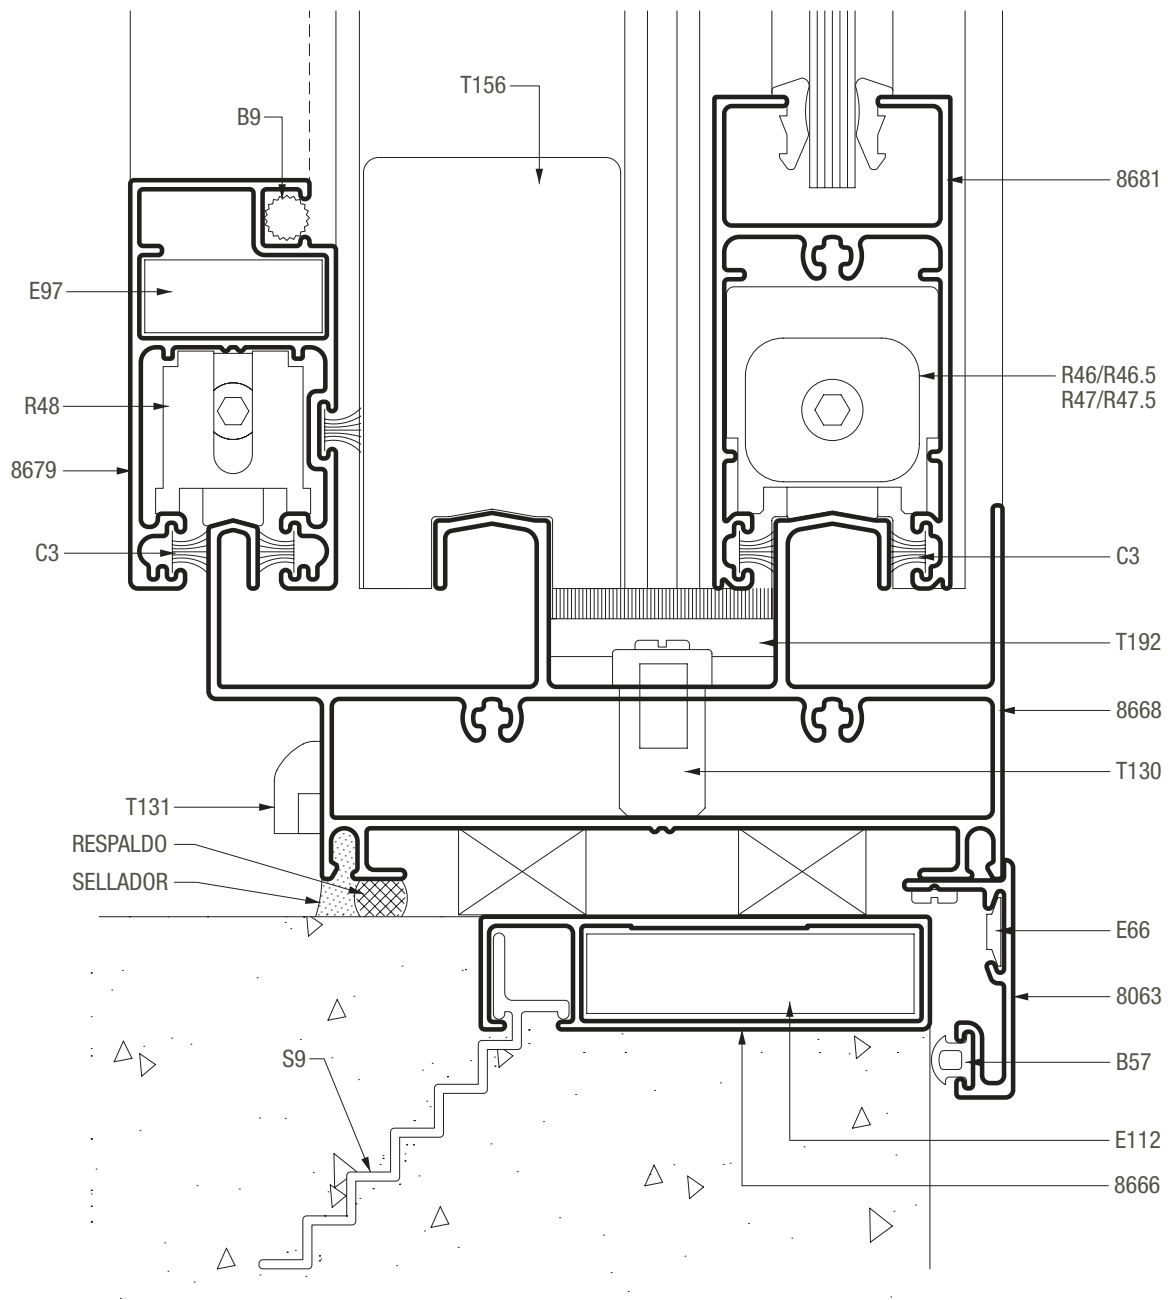 T156
B9
8681
E97
R46/R46.5
R47/R47.5
R48
8679
C3
C3
T192
8668
T130
T131
RESPALDO
SELLADOR
E66
8063
S9
B57
E112
8666